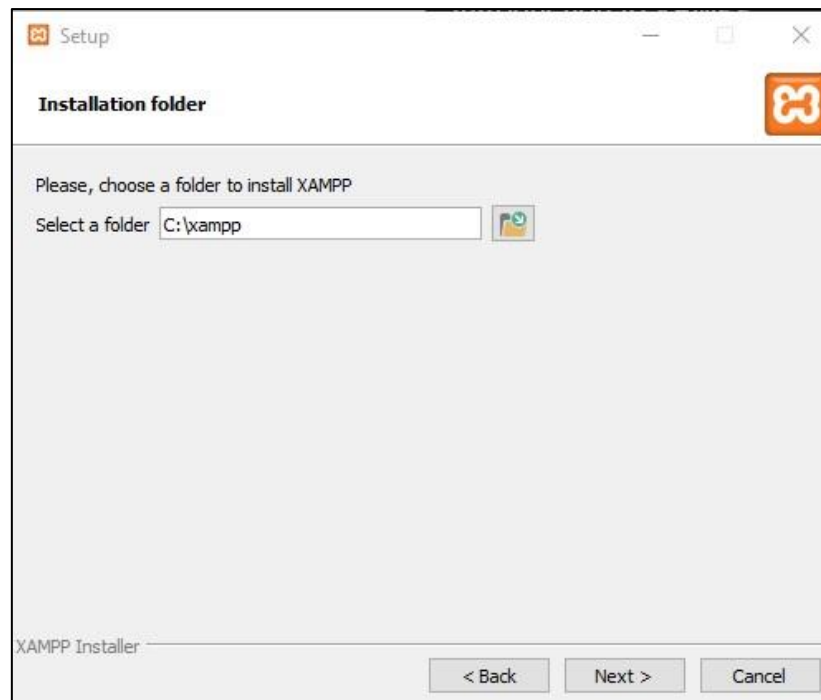 Setup
Installation folder
Please, choose a folder to install XAMPP
Select a folder C:\xampp
XAMPP Installer
< Back Next > Cancel